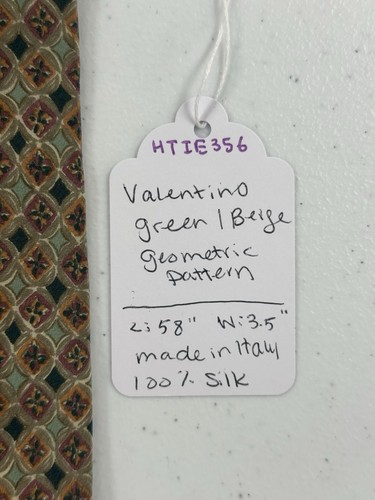 HTIE356
Valentino
green / Beige
geometric
pattern
L: 58" W: 3.5"
made in Italy
100% Silk